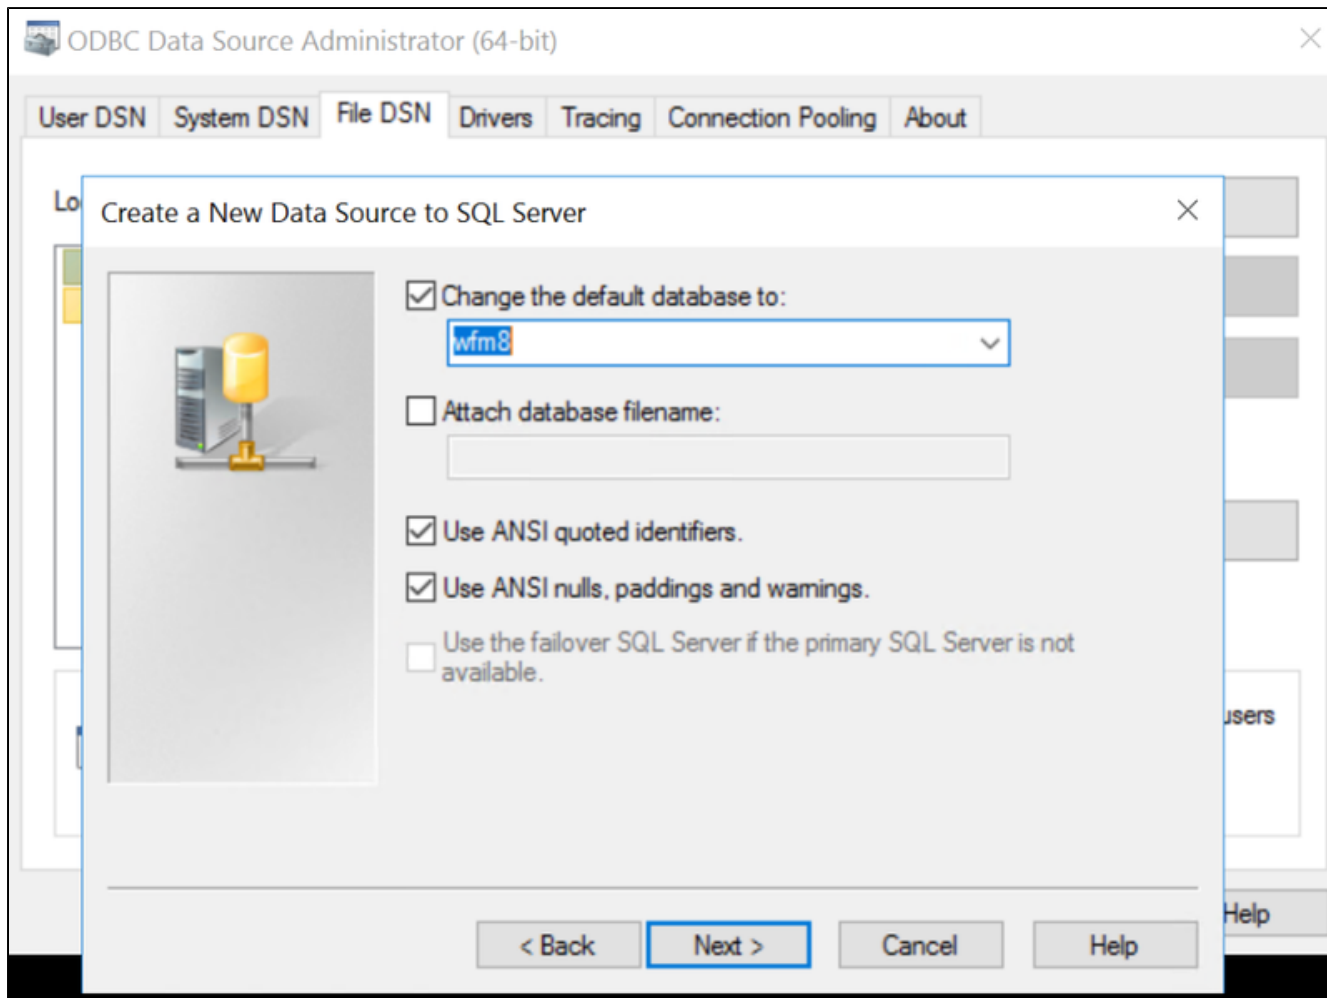 ODBC Data Source Administrator (64-bit)
User DSN System DSN File DSN Drivers Tracing Connection Pooling About
Create a New Data Source to SQL Server
Change the default database to:
wfm8
Attach database filename:
Use ANSI quoted identifiers.
Use ANSI nulls, paddings and warnings.
Use the failover SQL Server if the primary SQL Server is not
available.
users
< Back Next > Cancel Help
Help